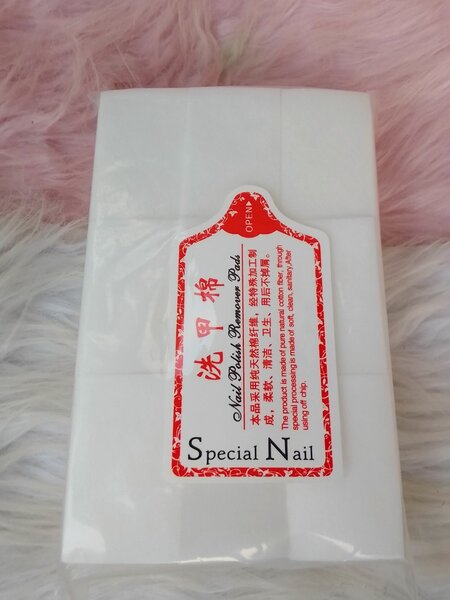 OPEN
洗甲棉
Nail Polish Remover Pads
本品采用纯天然棉纤维，经特殊加工制
成，柔软、清洁、卫生、用后不掉屑。
The product is made of pure natural cotton fiber, through
special processing is made of soft, clean, sanitary,After
using off chip.
Special Nail